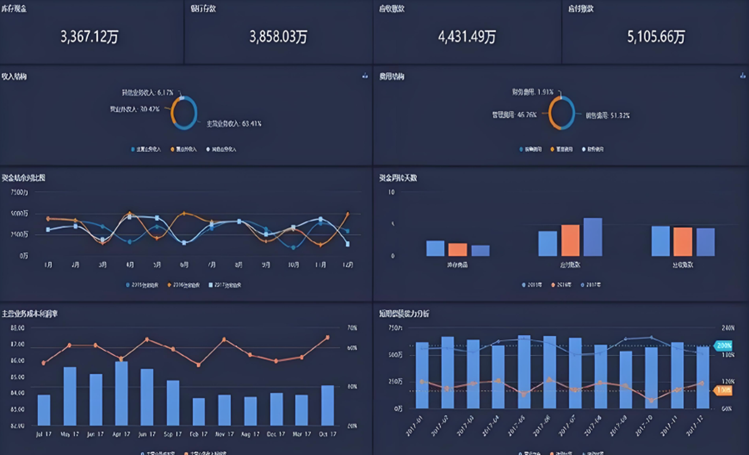 库存现金
银行存款
应收账款
应付账款
3,367.12万
3,858.03万
4,431.49万
5,105.66万
收入结构
费用结构
其他业务收入: 6.17%
营业外收入: 30.42%
主营业务收入: 63.41%
主营业务收入
营业外收入
其他业务收入
财务费用: 1.91%
管理费用: 46.76%
销售费用: 51.32%
销售费用
管理费用
财务费用
7500万
5000万
2500万
0万
1月 2月 3月 4月 5月 6月 7月 8月 9月 10月 11月 12月
资金周转天数
10
5
0
库存商品
应付账款
应收账款
2015年
2016年
2017年
主营业务成本利润率
88.00
87.00
86.00
85.00
84.00
83.00
82.00
70%
60%
40%
20%
Jul 17 May 17 Jun 17 Apr 17 Jun 17 Sep 17 Feb 17 Nov 17 Aug 17 Dec 17 Mar 17 Oct 17
短期偿债能力分析
750万
500万
250万
0万
240%
200%
180%
120%
60%
2017-01 2017-02 2017-03 2017-04 2017-05 2017-06 2017-07 2017-08 2017-09 2017-10 2017-11 2017-12